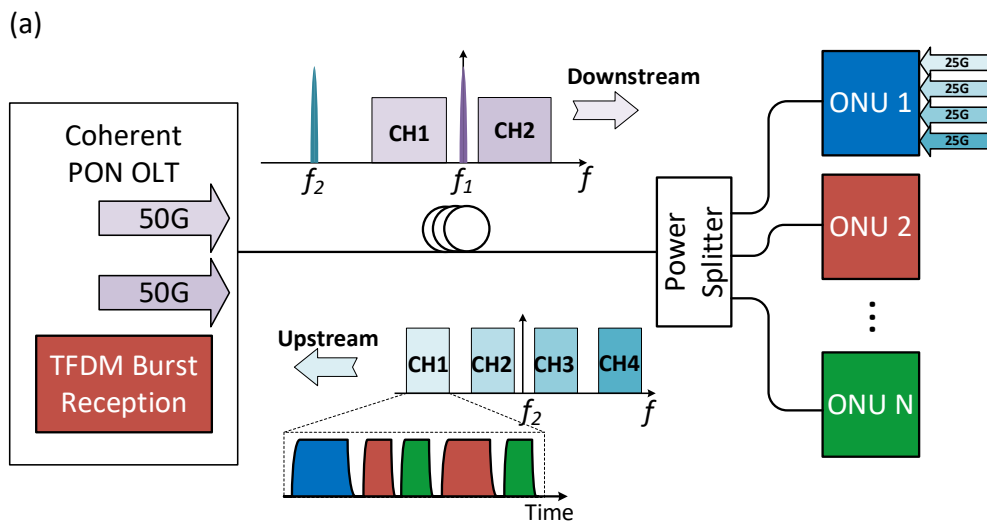 (a)
Coherent
PON OLT
50G
50G
TFDM Burst
Reception
Downstream
CH1
CH2
f2
f1
f
Upstream
CH1
CH2
CH3
CH4
f2
f
Time
Power
Splitter
ONU 1
25G
25G
25G
25G
ONU 2
⋮
ONU N